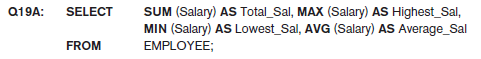 Q19A: SELECT SUM (Salary) AS Total_Sal, MAX (Salary) AS Highest_Sal,
MIN (Salary) AS Lowest_Sal, AVG (Salary) AS Average_Sal
FROM EMPLOYEE;